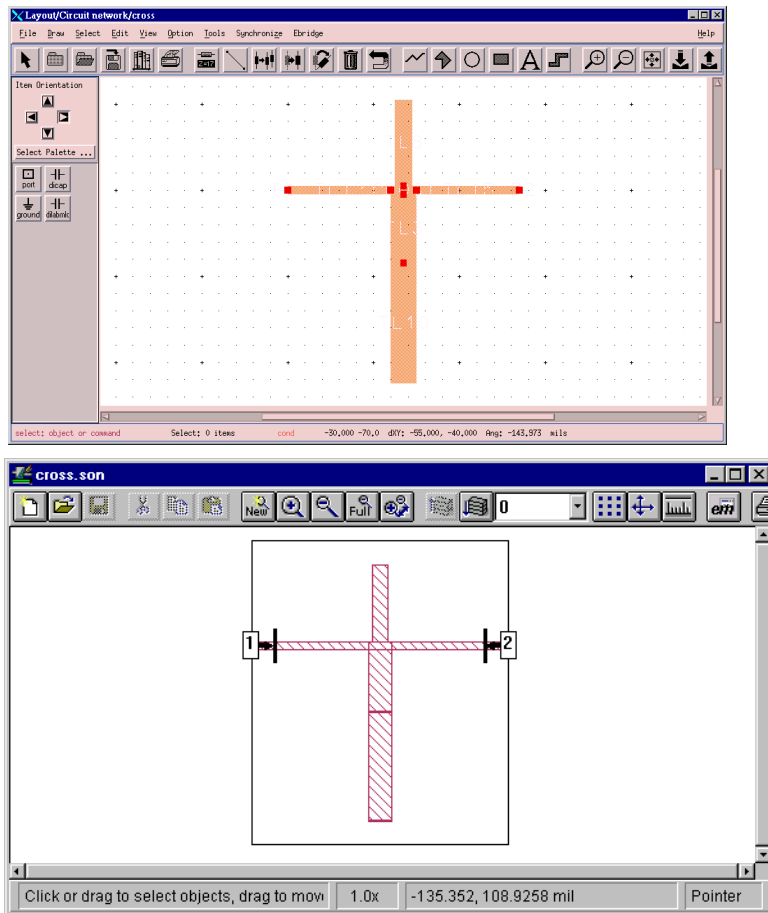 Layout/Circuit network/cross
File Draw Select Edit View Option Tools Synchronize Ebridge Help
Item Orientation
Select Palette ...
port dicap
ground dilabmlc
L
L
L1
select: object or command Select: 0 items cond -30.000 -70.0 dXY: -55.000, -40.000 Ang: -143.973 mils
cross.son
New Full 0 em
1 2
Click or drag to select objects, drag to mov 1.0x -135.352, 108.9258 mil Pointer